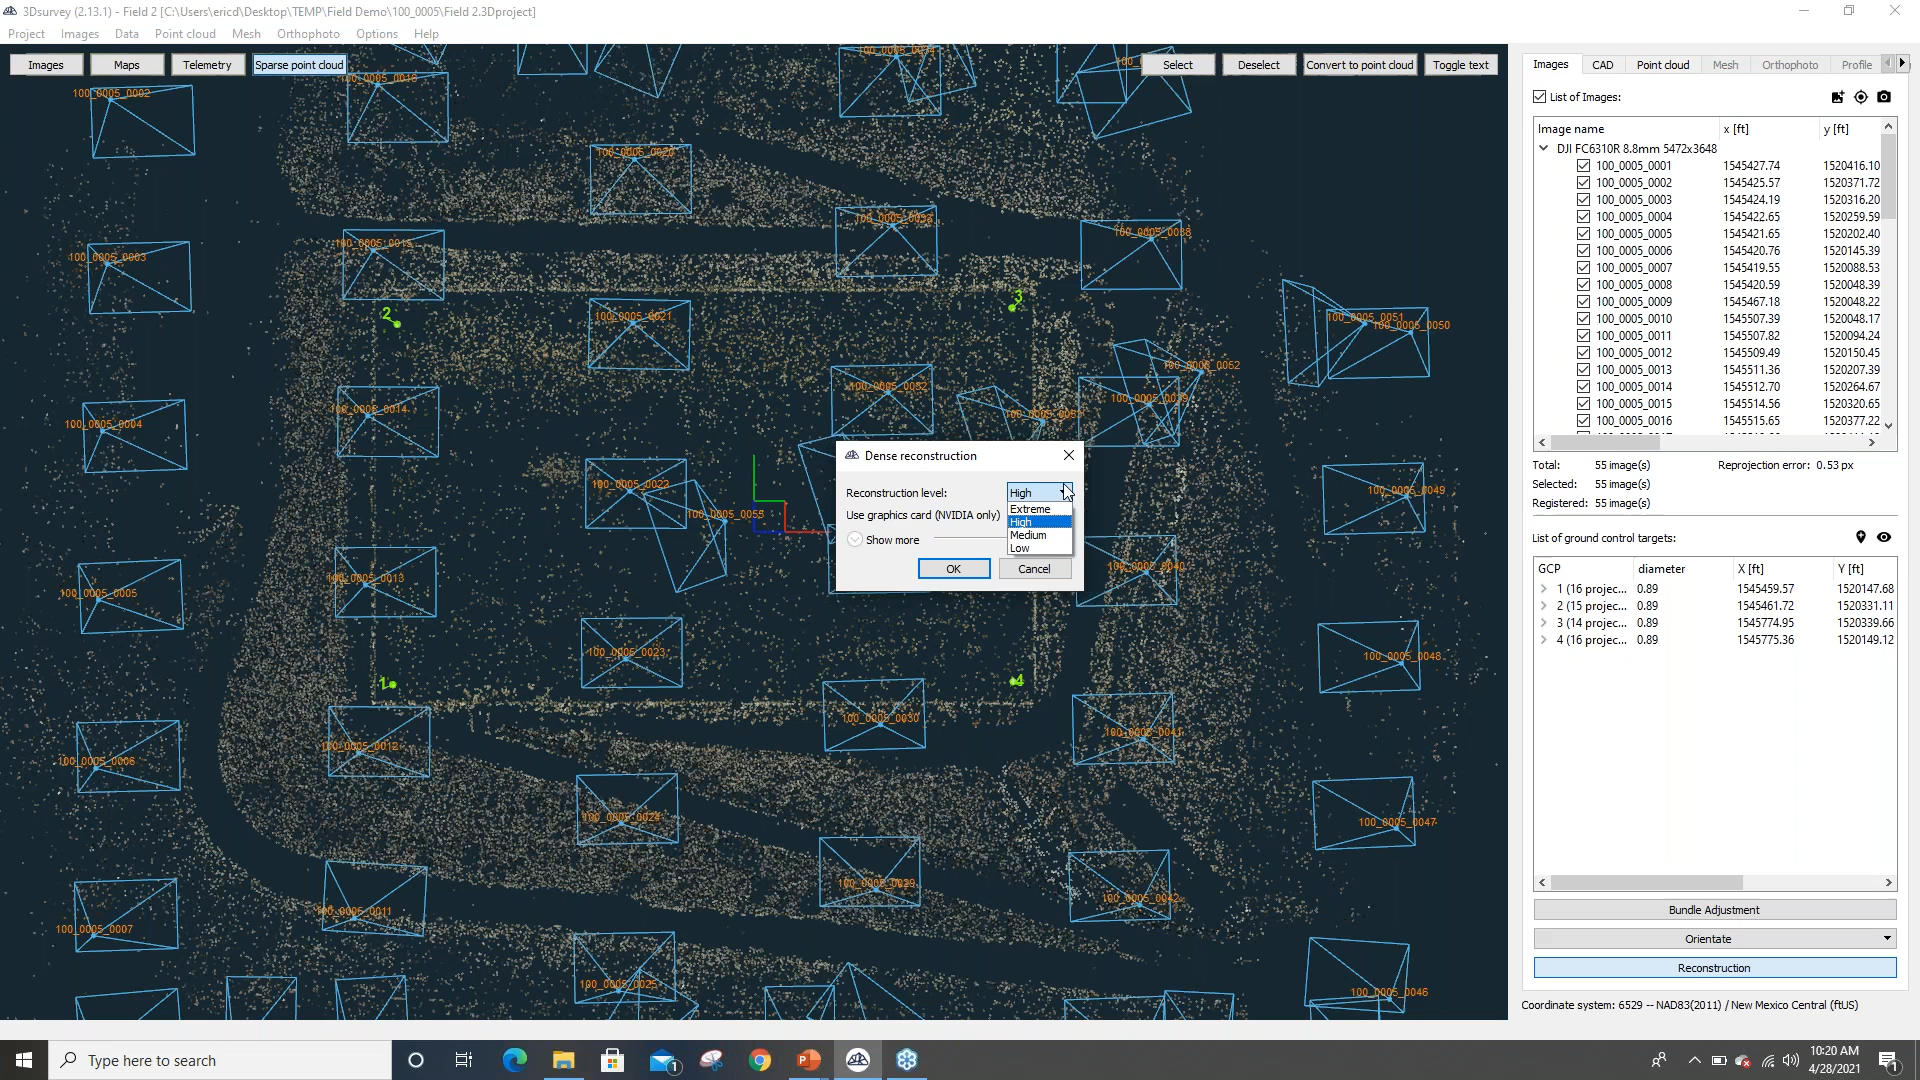 3Dsurvey (2.13.1) - Field 2 [C:\Users\ericd\Desktop\TEMP\Field Demo\100_0005\Field 2.3Dproject]
Project Images Data Point cloud Mesh Orthophoto Options Help
Images Maps Telemetry Sparse point cloud
Select Deselect Convert to point cloud Toggle text
Images CAD Point cloud Mesh Orthophoto Profile
List of Images:
Image name x [ft] y [ft]
DJI FC6310R 8.8mm 5472x3648
100_0005_0001 1545427.74 1520416.10
100_0005_0002 1545425.57 1520371.72
100_0005_0003 1545424.19 1520316.20
100_0005_0004 1545422.65 1520259.59
100_0005_0005 1545421.65 1520202.40
100_0005_0006 1545420.76 1520145.39
100_0005_0007 1545419.55 1520088.53
100_0005_0008 1545420.59 1520048.39
100_0005_0009 1545467.18 1520048.22
100_0005_0010 1545507.39 1520048.17
100_0005_0011 1545507.82 1520094.24
100_0005_0012 1545509.49 1520150.45
100_0005_0013 1545511.36 1520207.39
100_0005_0014 1545512.70 1520264.67
100_0005_0015 1545514.56 1520320.65
100_0005_0016 1545515.65 1520377.22
Total: 55 image(s) Reprojection error: 0.53 px
Selected: 55 image(s)
Registered: 55 image(s)
List of ground control targets:
GCP diameter X [ft] Y [ft]
1 (16 projec... 0.89 1545459.57 1520147.68
2 (15 projec... 0.89 1545461.72 1520331.11
3 (14 projec... 0.89 1545774.95 1520339.66
4 (16 projec... 0.89 1545775.36 1520149.12
Bundle Adjustment
Orientate
Reconstruction
Coordinate system: 6529 -- NAD83(2011) / New Mexico Central (ftUS)
Dense reconstruction
Reconstruction level: High
Extreme
High
Medium
Low
Use graphics card (NVIDIA only)
Show more
OK Cancel
100_0005_0002
100_0005_0020
100_0005_0038
100_0005_0003
2
3
100_0005_0021
100_0005_0051
100_0005_0050
100_0005_0052
100_0005_0032
100_0005_0039
100_0005_0014
100_0005_0004
100_0005_0022
100_0005_0049
100_0005_0055
100_0005_0040
100_0005_0013
100_0005_0005
100_0005_0023
100_0005_0048
1
4
100_0005_0030
100_0005_0041
100_0005_0012
100_0005_0006
100_0005_0024
100_0005_0047
100_0005_0029
100_0005_0042
100_0005_0011
100_0005_0007
100_0005_0025
100_0005_0046
Type here to search
1
10:20 AM
4/28/2021
1